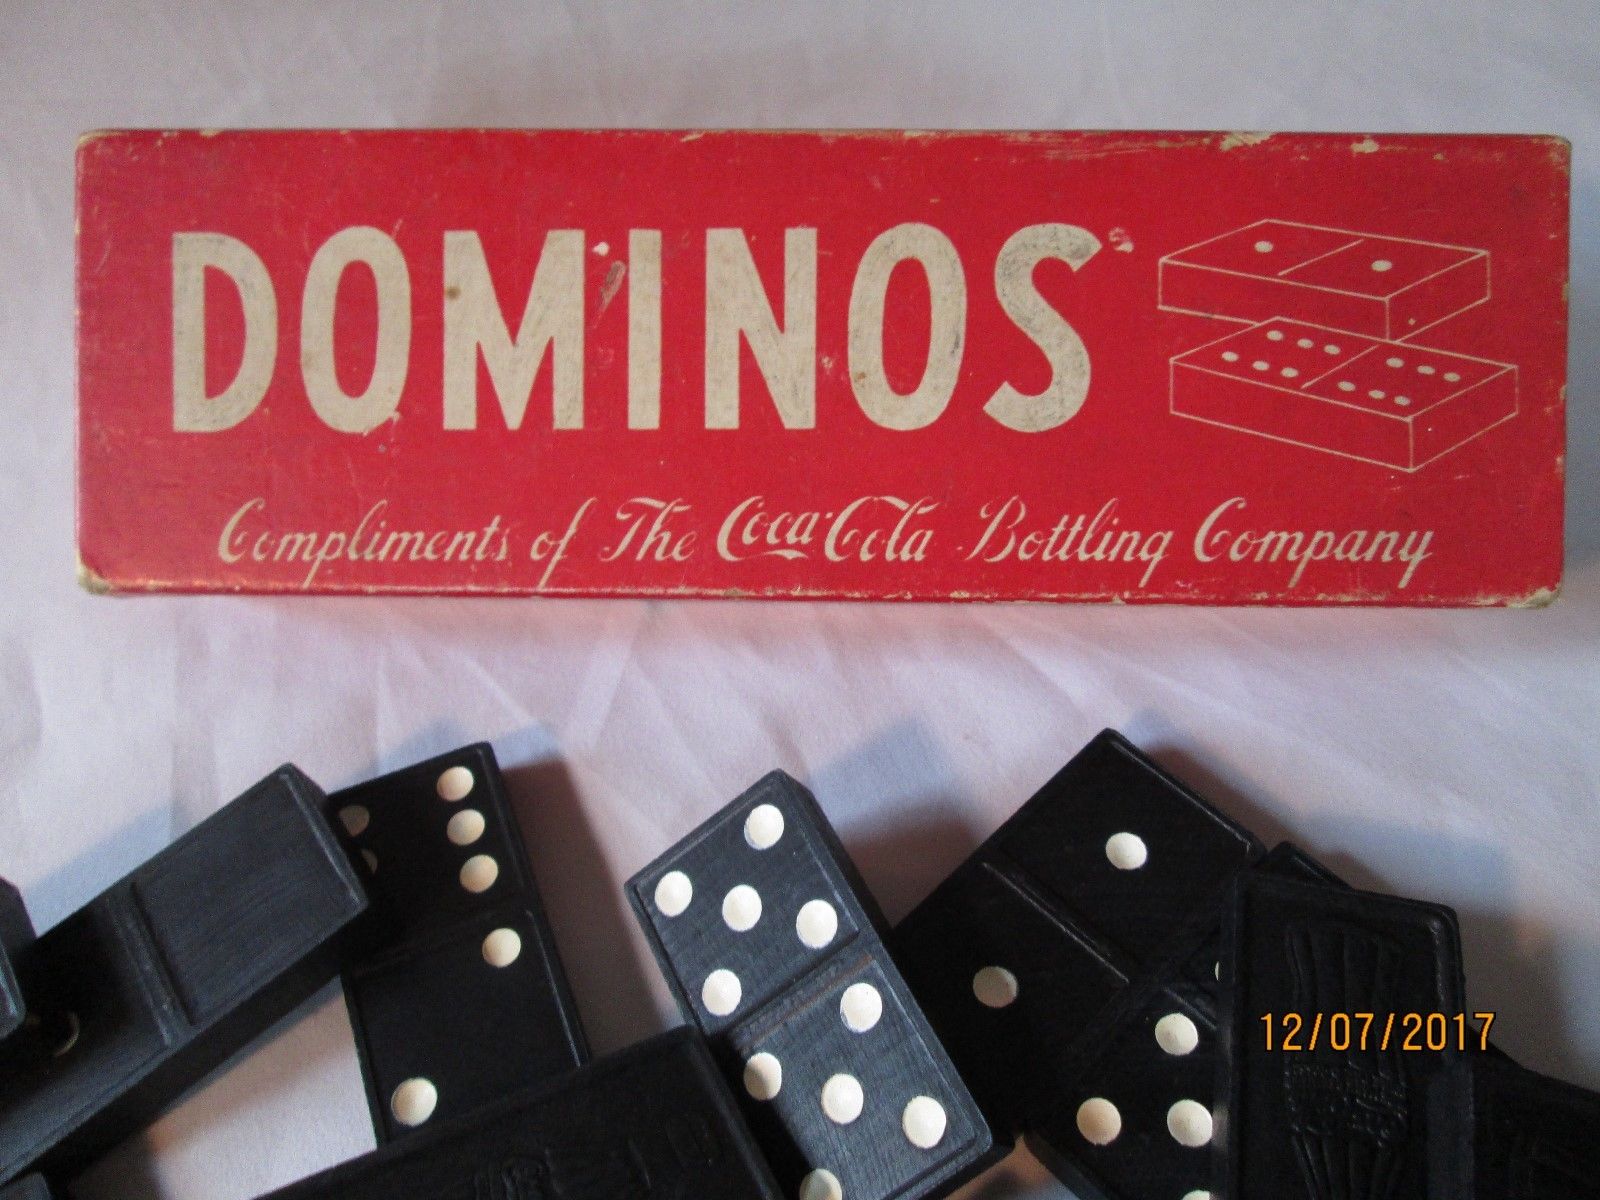 DOMINOS
Compliments of The Coca-Cola Bottling Company
12/07/2017